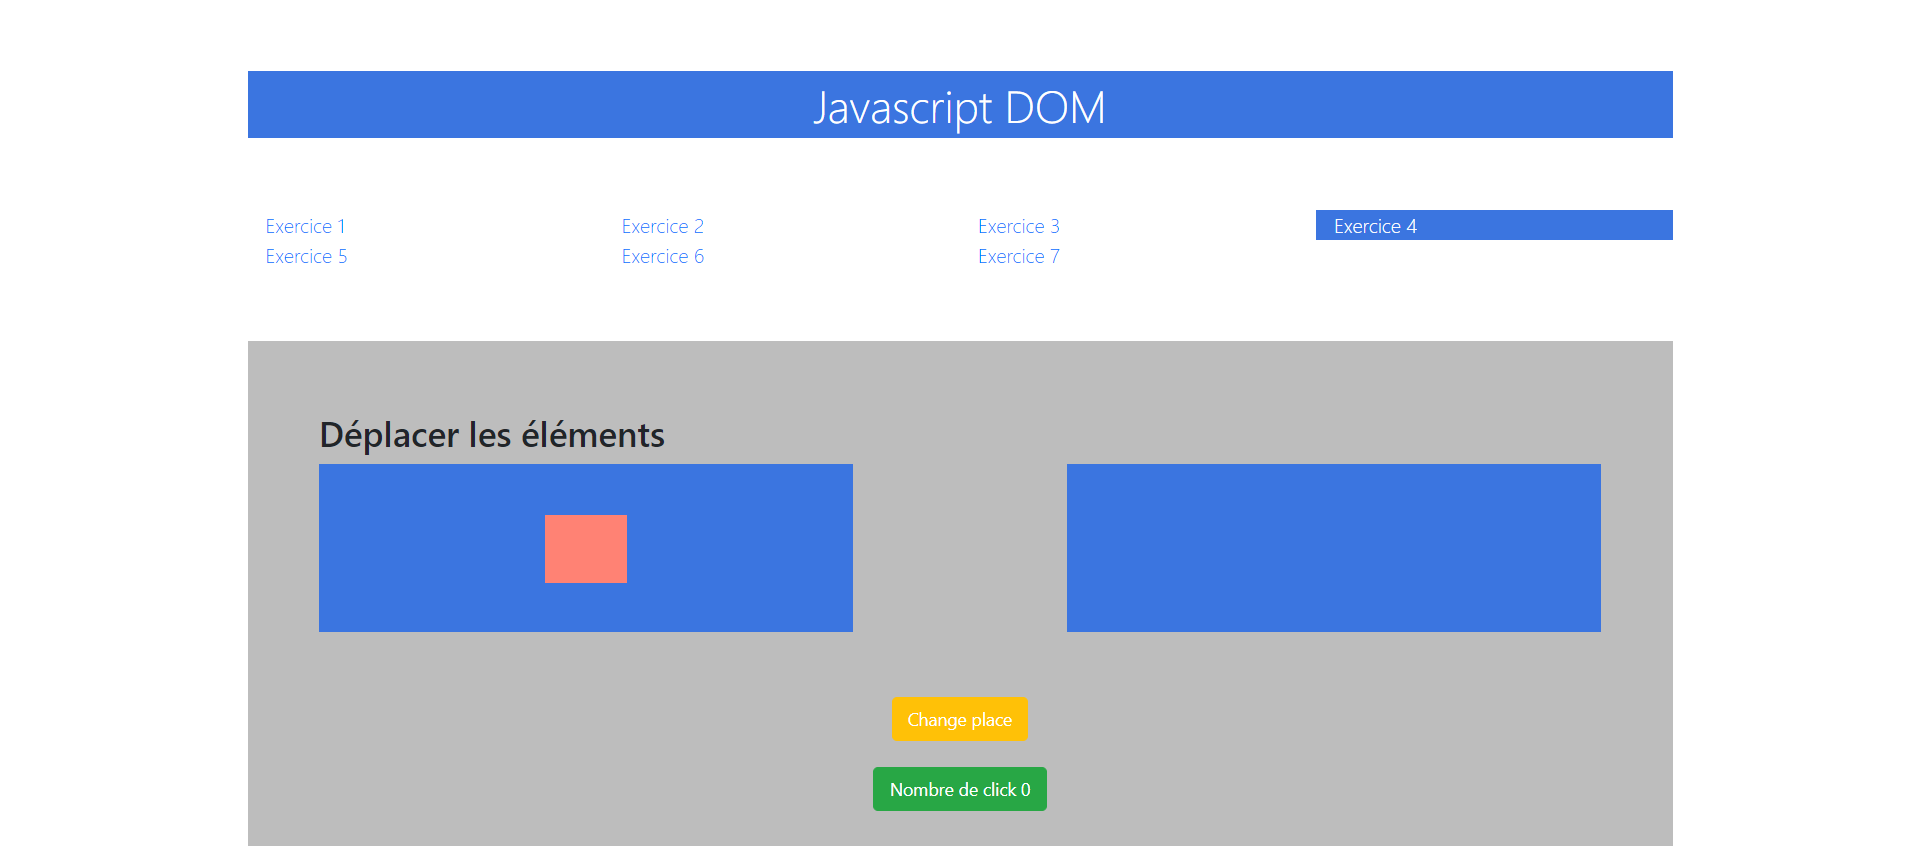 Javascript DOM
Exercice 1 Exercice 2 Exercice 3 Exercice 4
Exercice 5 Exercice 6 Exercice 7
Déplacer les éléments
Change place
Nombre de click 0